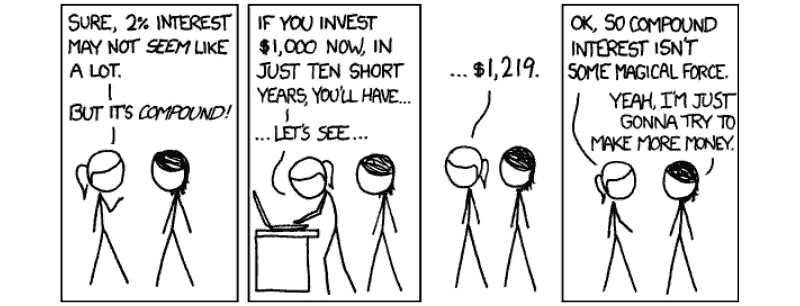 SURE, 2% INTEREST
MAY NOT SEEM LIKE
A LOT.
BUT IT'S COMPOUND!
IF YOU INVEST
$1,000 NOW, IN
JUST TEN SHORT
YEARS, YOU'LL HAVE...
...LET'S SEE...
...$1,219.
OK, SO COMPOUND
INTEREST ISN'T
SOME MAGICAL FORCE.
YEAH, I'M JUST
GONNA TRY TO
MAKE MORE MONEY.